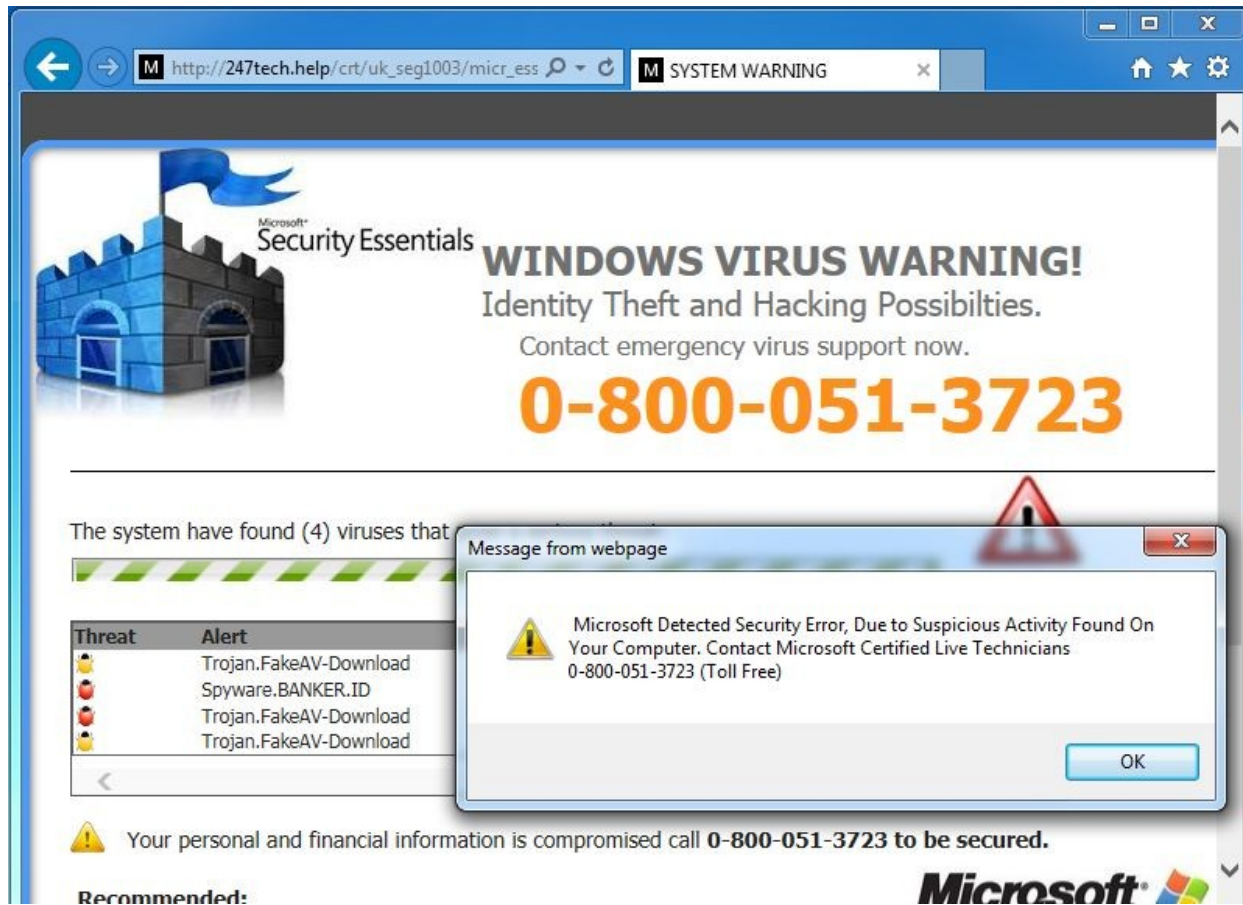 http://247tech.help/crt/uk_seg1003/micr_ess
M SYSTEM WARNING
Microsoft
Security Essentials
WINDOWS VIRUS WARNING!
Identity Theft and Hacking Possibilties.
Contact emergency virus support now.
0-800-051-3723
The system have found (4) viruses that
Message from webpage
Microsoft Detected Security Error, Due to Suspicious Activity Found On
Your Computer. Contact Microsoft Certified Live Technicians
0-800-051-3723 (Toll Free)
OK
Threat Alert
Trojan.FakeAV-Download
Spyware.BANKER.ID
Trojan.FakeAV-Download
Trojan.FakeAV-Download
Your personal and financial information is compromised call 0-800-051-3723 to be secured.
Recommended:
Microsoft